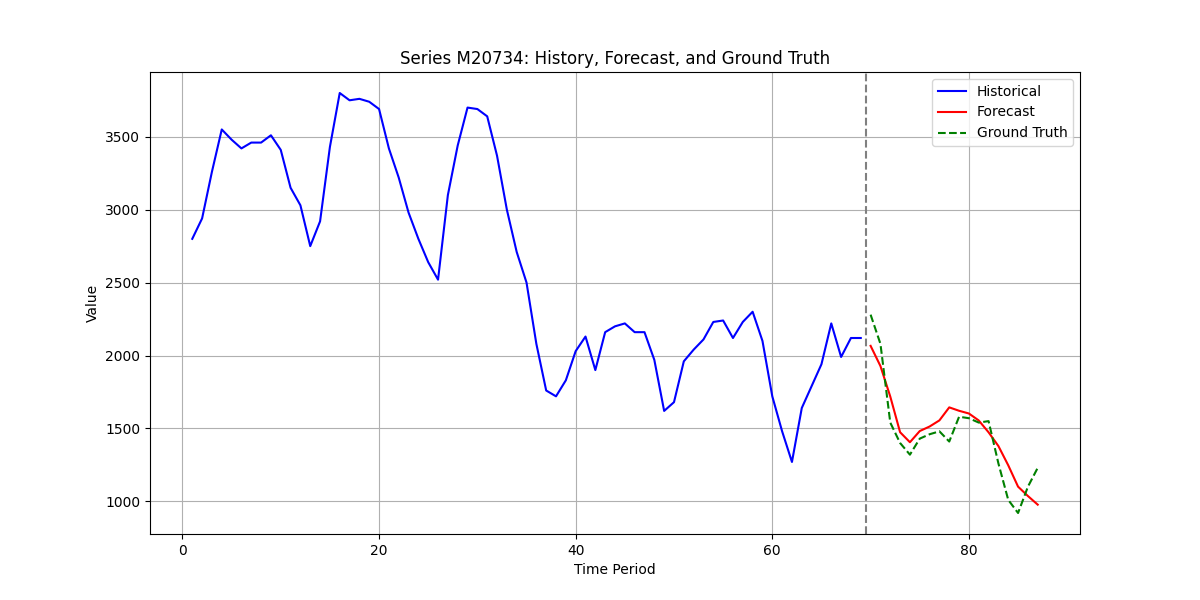 Series M20734: History, Forecast, and Ground Truth
Historical
Forecast
Ground Truth
Value
3500
3000
2500
2000
1500
1000
0
20
40
60
80
Time Period